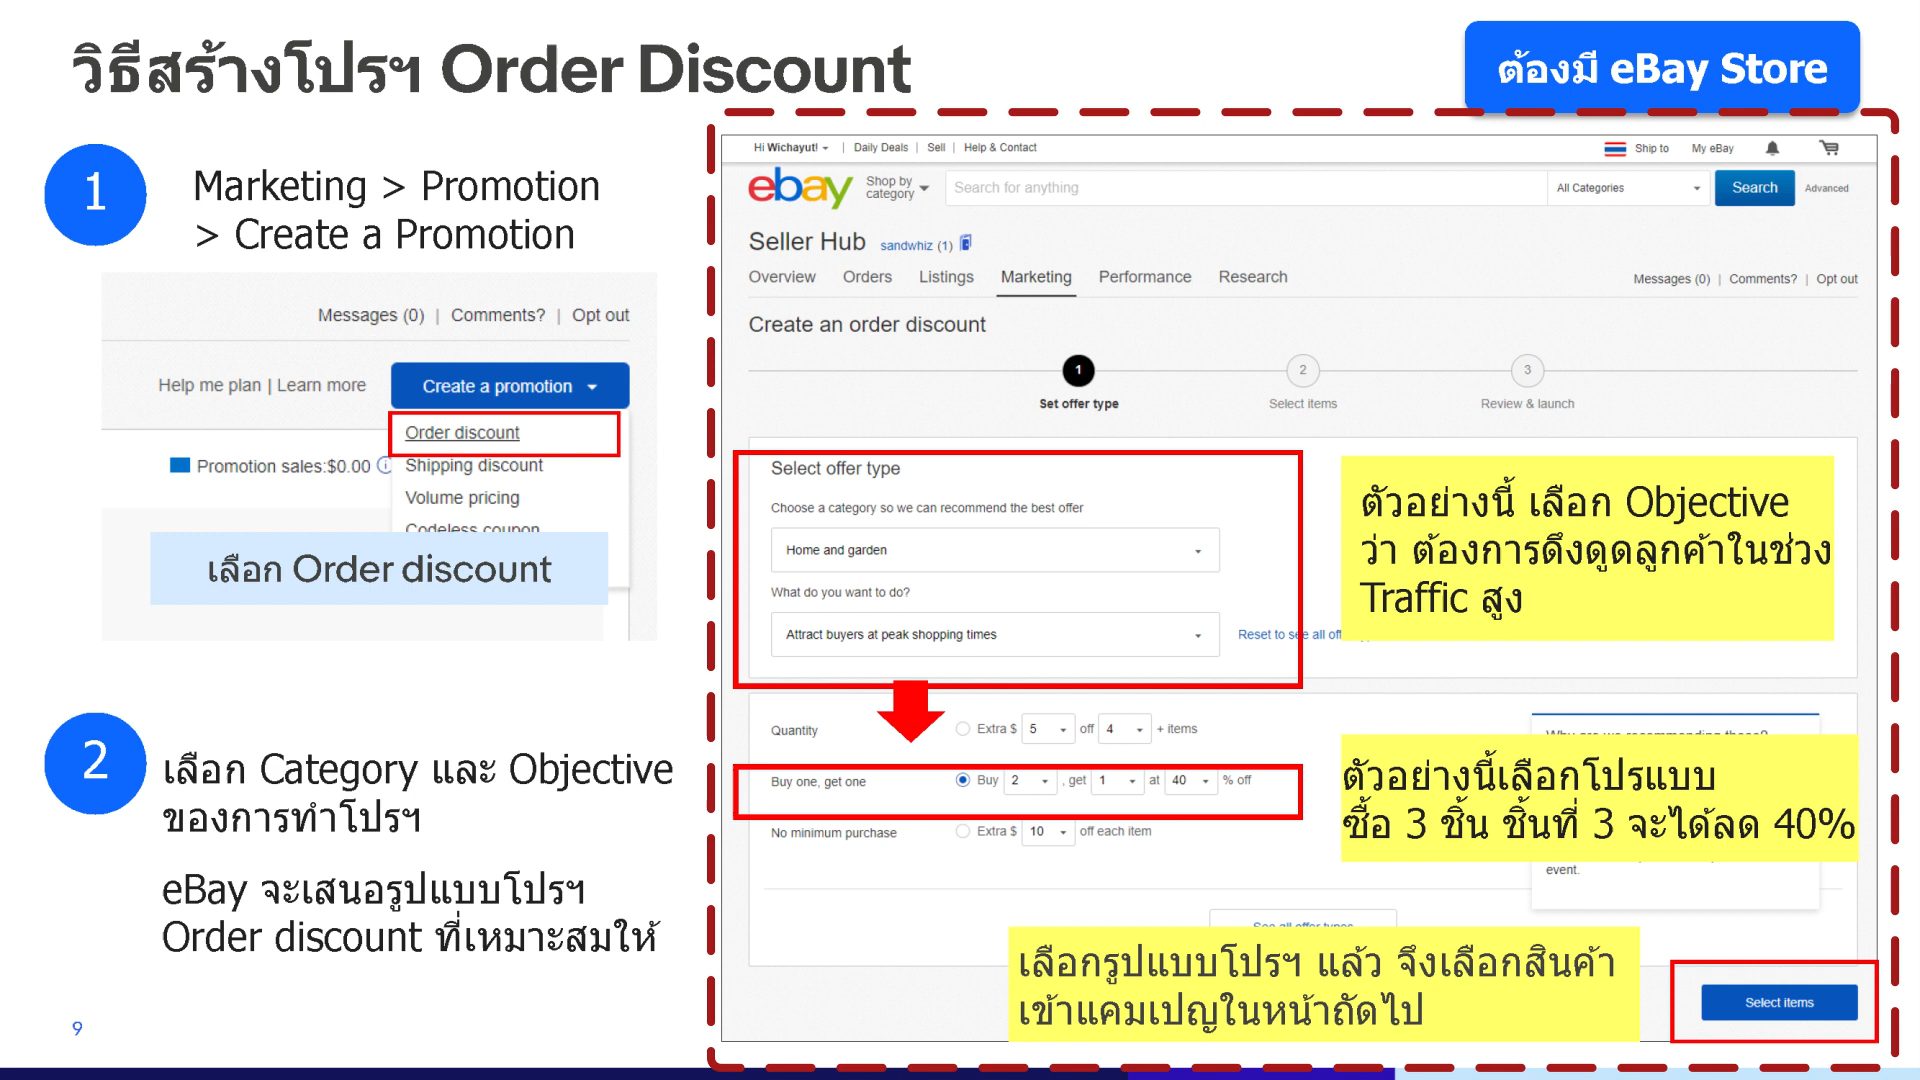 วิธีสร้างโปรฯ Order Discount
ต้องมี eBay Store
1
Marketing > Promotion
> Create a Promotion
Messages (0) | Comments? | Opt out
Help me plan | Learn more
Create a promotion
Order discount
Promotion sales:$0.00
Shipping discount
Volume pricing
Codeless coupon
เลือก Order discount
2
เลือก Category และ Objective
ของการทำโปรฯ
eBay จะเสนอรูปแบบโปรฯ
Order discount ที่เหมาะสมให้
9
Hi Wichayut! | Daily Deals | Sell | Help & Contact
Ship to My eBay
ebay
Shop by
category
Search for anything
All Categories
Search
Advanced
Seller Hub sandwhiz (1)
Overview Orders Listings Marketing Performance Research
Messages (0) | Comments? | Opt out
Create an order discount
1 2 3
Set offer type Select items Review & launch
Select offer type
Choose a category so we can recommend the best offer
Home and garden
What do you want to do?
Attract buyers at peak shopping times
Reset to see all of
ตัวอย่างนี้ เลือก Objective
ว่า ต้องการดึงดูดลูกค้าในช่วง
Traffic สูง
Quantity Extra $ 5 off 4 + items
Buy one, get one Buy 2 , get 1 at 40 % off
No minimum purchase Extra $ 10 off each item
ตัวอย่างนี้เลือกโปรแบบ
ซื้อ 3 ชิ้น ชิ้นที่ 3 จะได้ลด 40%
event.
See all offer types
เลือกรูปแบบโปรฯ แล้ว จึงเลือกสินค้า
เข้าแคมเปญในหน้าถัดไป
Select items